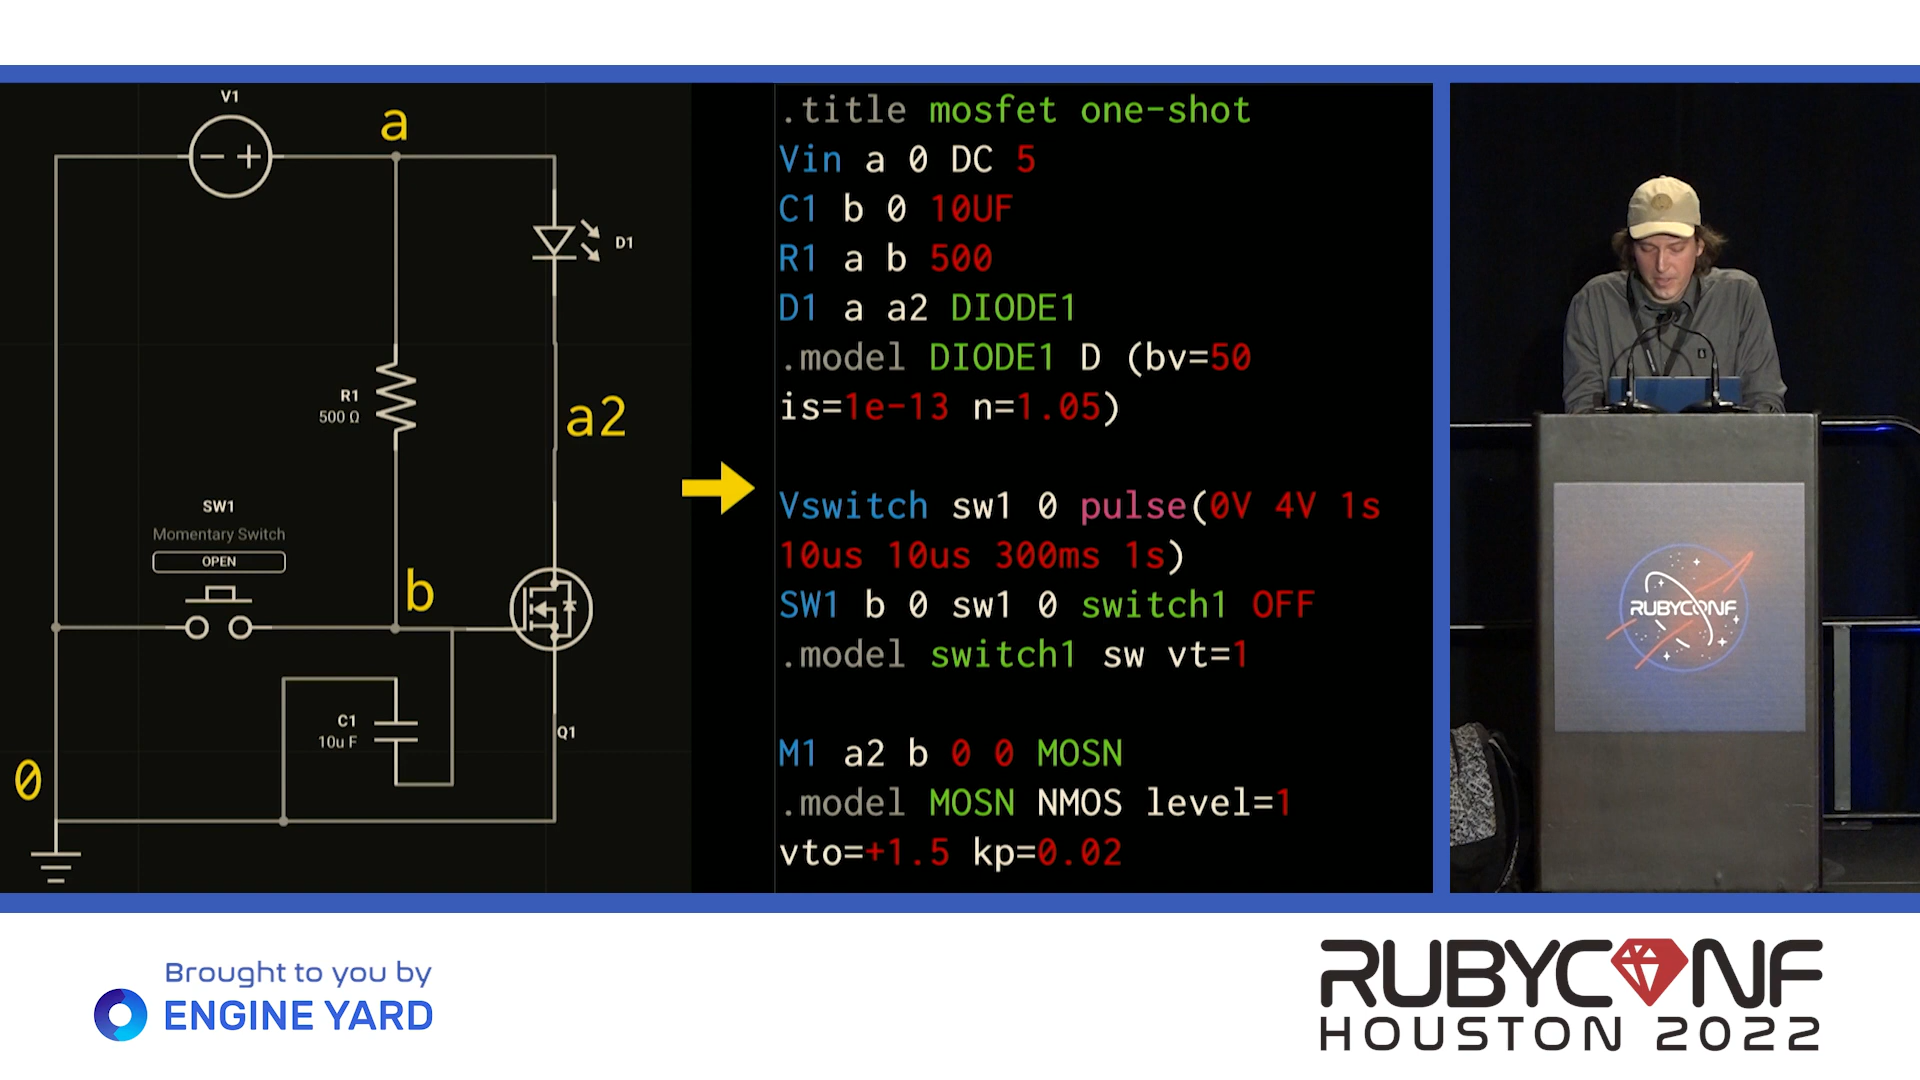 V1
a
D1
R1
500 Ω
a2
SW1
Momentary Switch
OPEN
b
C1
10u F
Q1
0
.title mosfet one-shot
Vin a 0 DC 5
C1 b 0 10UF
R1 a b 500
D1 a a2 DIODE1
.model DIODE1 D (bv=50
is=1e-13 n=1.05)
Vswitch sw1 0 pulse(0V 4V 1s
10us 10us 300ms 1s)
SW1 b 0 sw1 0 switch1 OFF
.model switch1 sw vt=1
M1 a2 b 0 0 MOSN
.model MOSN NMOS level=1
vto=+1.5 kp=0.02
RUBYCONF
Brought to you by
ENGINE YARD
RUBYCONF
HOUSTON 2022